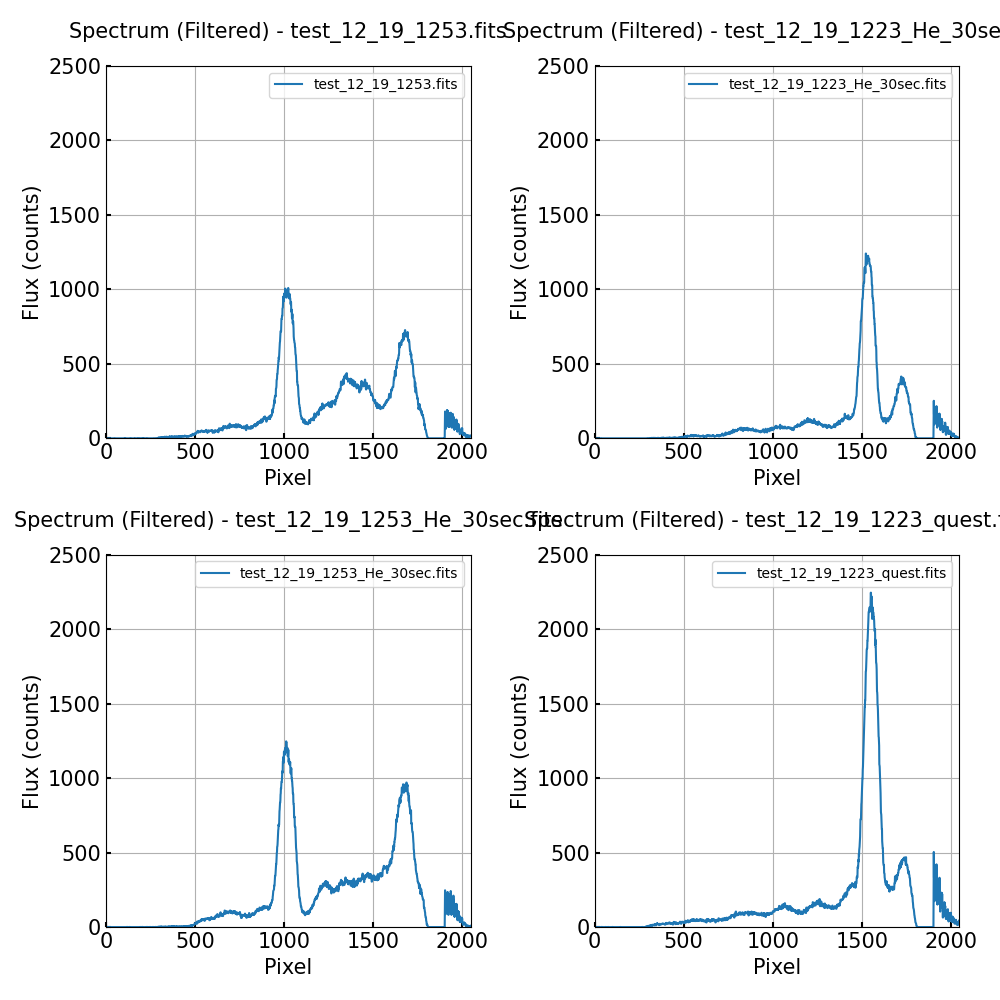 Spectrum (Filtered) - test_12_19_1253.fits
Spectrum (Filtered) - test_12_19_1223_He_30se
2500
2000
1500
1000
500
0
0 500 1000 1500 2000
Flux (counts)
Pixel
test_12_19_1253.fits
2500
2000
1500
1000
500
0
0 500 1000 1500 2000
Flux (counts)
Pixel
test_12_19_1223_He_30sec.fits
Spectrum (Filtered) - test_12_19_1253_He_30sec.fits
Spectrum (Filtered) - test_12_19_1223_quest.f
2500
2000
1500
1000
500
0
0 500 1000 1500 2000
Flux (counts)
Pixel
test_12_19_1253_He_30sec.fits
2500
2000
1500
1000
500
0
0 500 1000 1500 2000
Flux (counts)
Pixel
test_12_19_1223_quest.fits